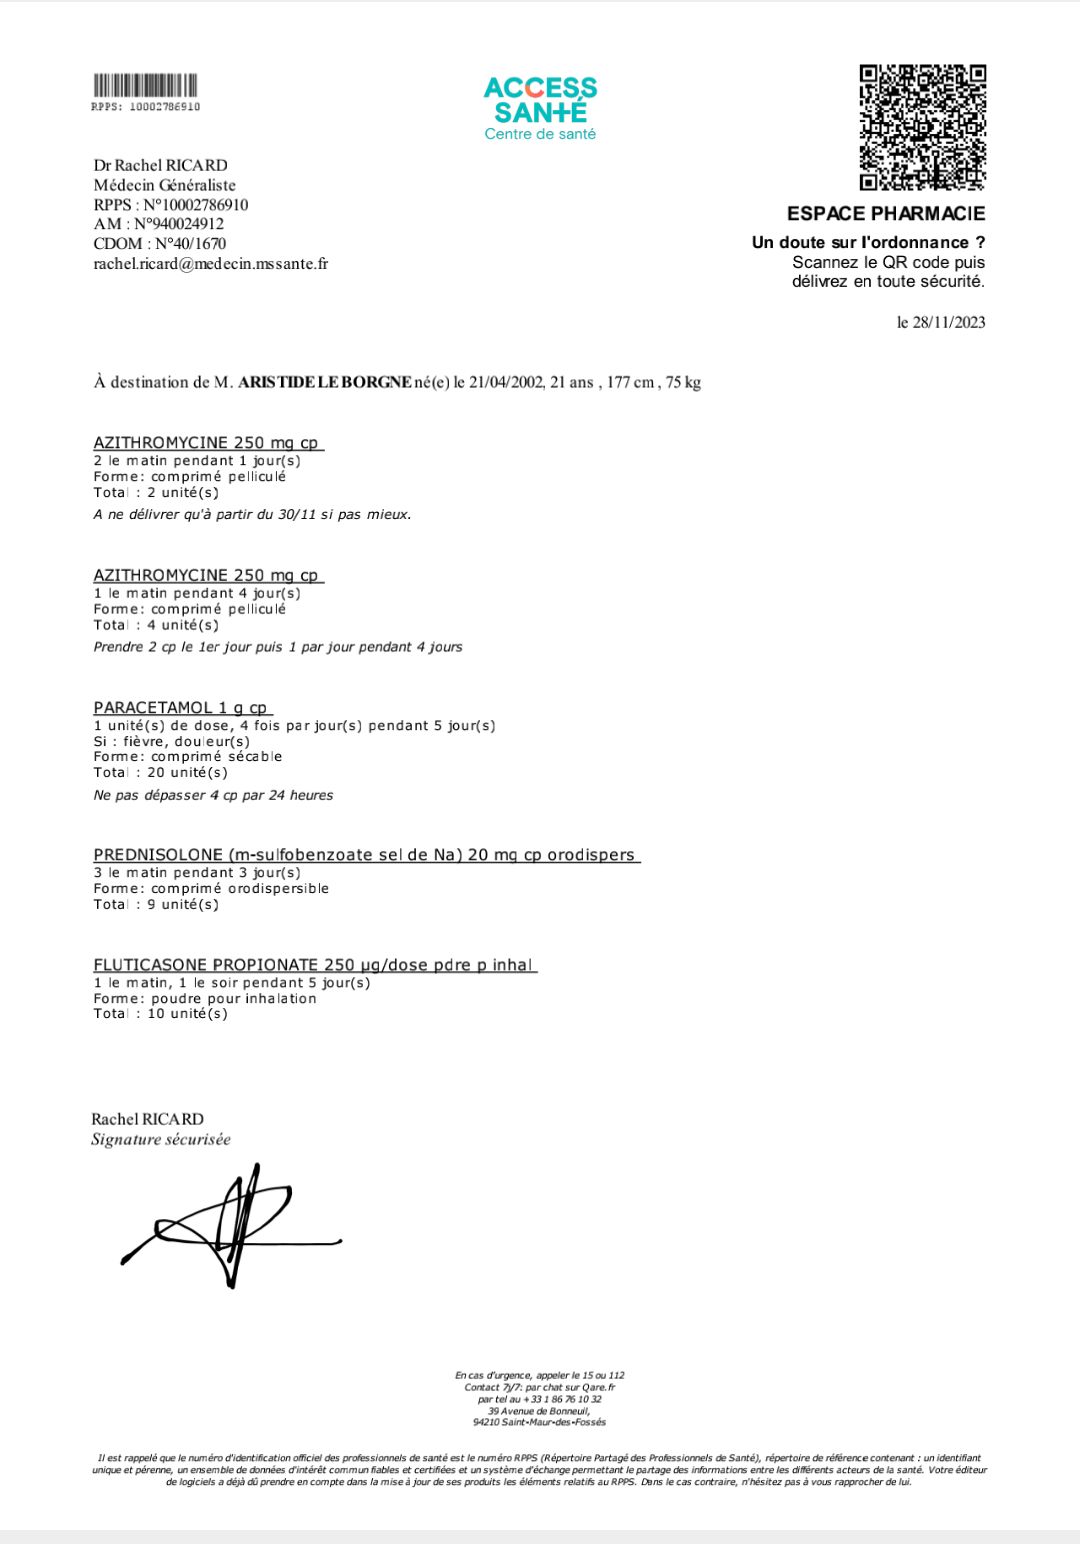 RPPS: 10002786910
ACCESS
SANTÉ
Centre de santé
Dr Rachel RICARD
Médecin Généraliste
RPPS : N°10002786910
AM : N°940024912
CDOM : N°40/1670
rachel.ricard@medecin.mssante.fr
ESPACE PHARMACIE
Un doute sur l'ordonnance ?
Scannez le QR code puis
délivrez en toute sécurité.
le 28/11/2023
À destination de M. ARISTIDE LE BORGNE né(e) le 21/04/2002, 21 ans , 177 cm , 75 kg
AZITHROMYCINE 250 mg cp
2 le matin pendant 1 jour(s)
Forme: comprimé pelliculé
Total : 2 unité(s)
A ne délivrer qu'à partir du 30/11 si pas mieux.
AZITHROMYCINE 250 mg cp
1 le matin pendant 4 jour(s)
Forme: comprimé pelliculé
Total : 4 unité(s)
Prendre 2 cp le 1er jour puis 1 par jour pendant 4 jours
PARACETAMOL 1 g cp
1 unité(s) de dose, 4 fois par jour(s) pendant 5 jour(s)
Si : fièvre, douleur(s)
Forme: comprimé sécable
Total : 20 unité(s)
Ne pas dépasser 4 cp par 24 heures
PREDNISOLONE (m-sulfobenzoate sel de Na) 20 mg cp orodispers
3 le matin pendant 3 jour(s)
Forme: comprimé orodispersible
Total : 9 unité(s)
FLUTICASONE PROPIONATE 250 µg/dose pdre p inhal
1 le matin, 1 le soir pendant 5 jour(s)
Forme: poudre pour inhalation
Total : 10 unité(s)
Rachel RICARD
Signature sécurisée
En cas d'urgence, appeler le 15 ou 112
Contact 7j/7: par chat sur Qare.fr
par tel au +33 1 86 76 10 32
39 Avenue de Bonneuil,
94210 Saint-Maur-des-Fossés
Il est rappelé que le numéro d'identification officiel des professionnels de santé est le numéro RPPS (Répertoire Partagé des Professionnels de Santé), répertoire de référence contenant : un identifiant
unique et pérenne, un ensemble de données d'intérêt commun fiables et certifiées et un système d'échange permettant le partage des informations entre les différents acteurs de la santé. Votre éditeur
de logiciels a déjà dû prendre en compte dans la mise à jour de ses produits les éléments relatifs au RPPS. Dans le cas contraire, n'hésitez pas à vous rapprocher de lui.